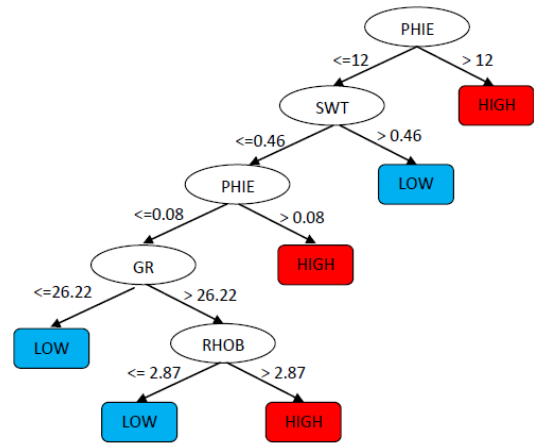 PHIE
<=12
> 12
SWT
HIGH
<=0.46
> 0.46
PHIE
LOW
<=0.08
> 0.08
GR
HIGH
<=26.22
> 26.22
LOW
RHOB
<= 2.87
> 2.87
LOW
HIGH